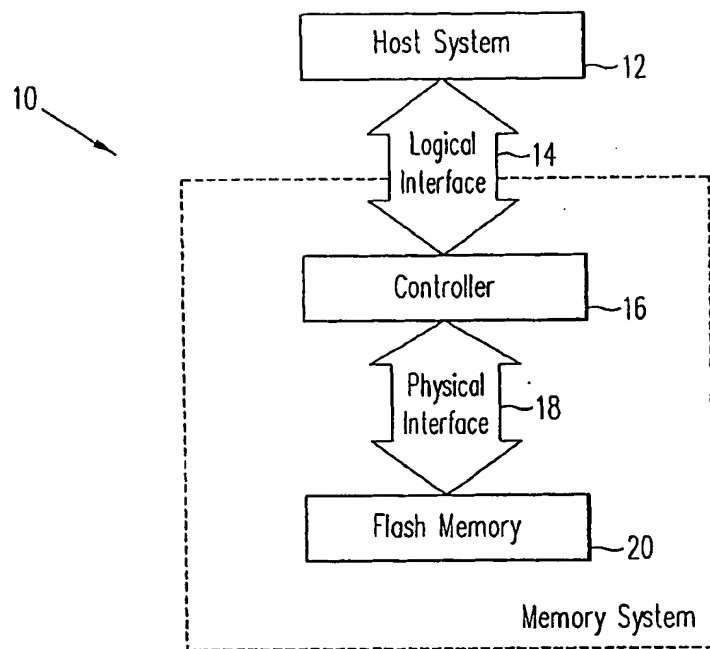 Host System
12
10
Logical
Interface
14
Controller
16
Physical
Interface
18
Flash Memory
20
Memory System